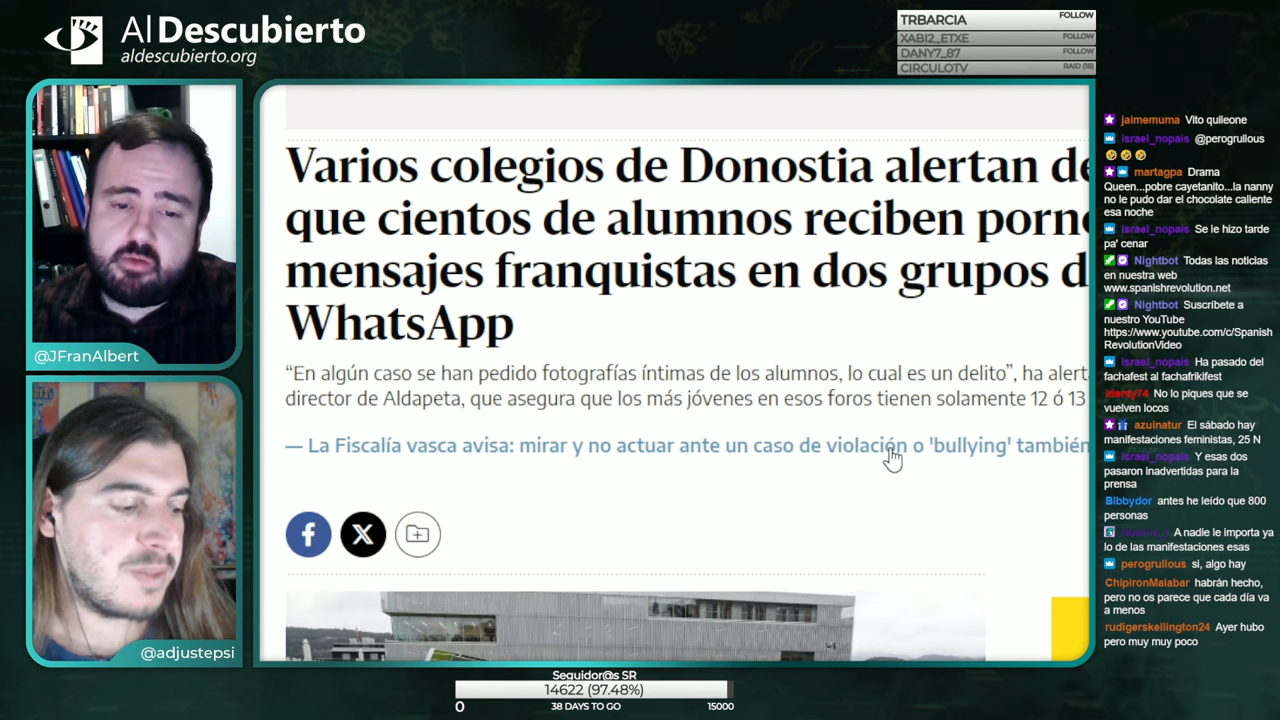 Al Descubierto
aldescubierto.org
TRBARCIA FOLLOW
XABI2_ETXE FOLLOW
DANY7_87 FOLLOW
CIRCULOTV RAID (18)
@JFranAlbert
@adjustepsi
Varios colegios de Donostia alertan de
que cientos de alumnos reciben porno
mensajes franquistas en dos grupos d
WhatsApp
“En algún caso se han pedido fotografías íntimas de los alumnos, lo cual es un delito”, ha alert
director de Aldapeta, que asegura que los más jóvenes en esos foros tienen solamente 12 ó 13
— La Fiscalía vasca avisa: mirar y no actuar ante un caso de violación o 'bullying' también
jaimemuma Vito quileone
israel_nopais @perogrullous
martagpa Drama
Queen...pobre cayetanito...la nanny
no le pudo dar el chocolate caliente
esa noche
israel_nopais Se le hizo tarde
pa' cenar
Nightbot Todas las noticias
en nuestra web
www.spanishrevolution.net
Nightbot Suscríbete a
nuestro YouTube
https://www.youtube.com/c/Spanish
RevolutionVideo
israel_nopais Ha pasado del
fachafest al fachafrikifest
identy74 No lo piques que se
vuelven locos
azulnatur El sábado hay
manifestaciones feministas, 25 N
israel_nopais Y esas dos
pasaron inadvertidas para la
prensa
Bibbydor antes he leído que 800
personas
A nadie le importa ya
lo de las manifestaciones esas
perogrullous si, algo hay
ChipironMalabar habrán hecho,
pero no os parece que cada día va
a menos
rudigerskellington24 Ayer hubo
pero muy muy poco
Seguidor@s SR
14622 (97.48%)
0 38 DAYS TO GO 15000